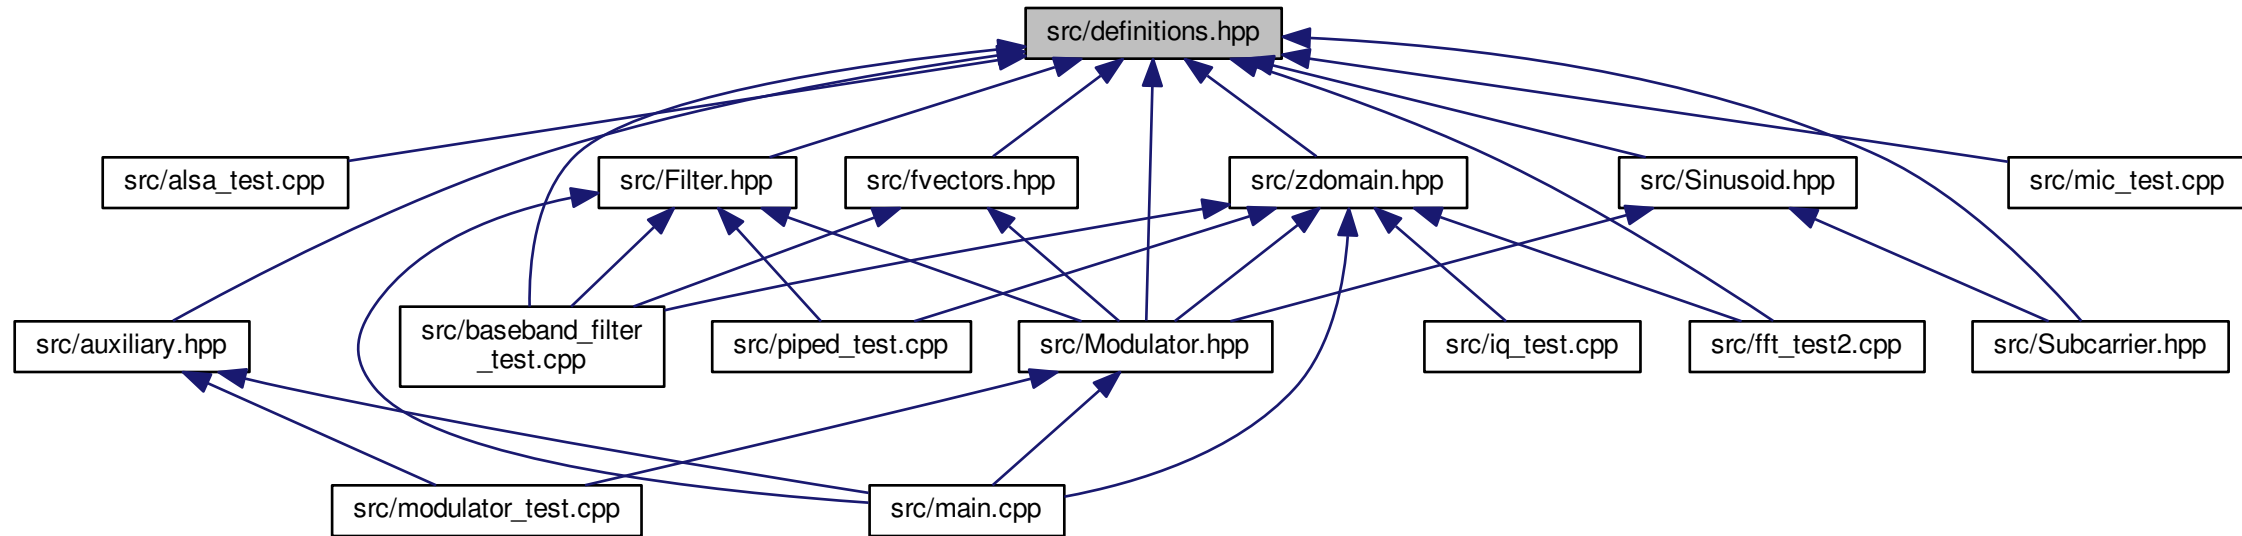 src/definitions.hpp
src/alsa_test.cpp
src/Filter.hpp
src/fvectors.hpp
src/zdomain.hpp
src/Sinusoid.hpp
src/mic_test.cpp
src/auxiliary.hpp
src/baseband_filter
_test.cpp
src/piped_test.cpp
src/Modulator.hpp
src/iq_test.cpp
src/fft_test2.cpp
src/Subcarrier.hpp
src/modulator_test.cpp
src/main.cpp